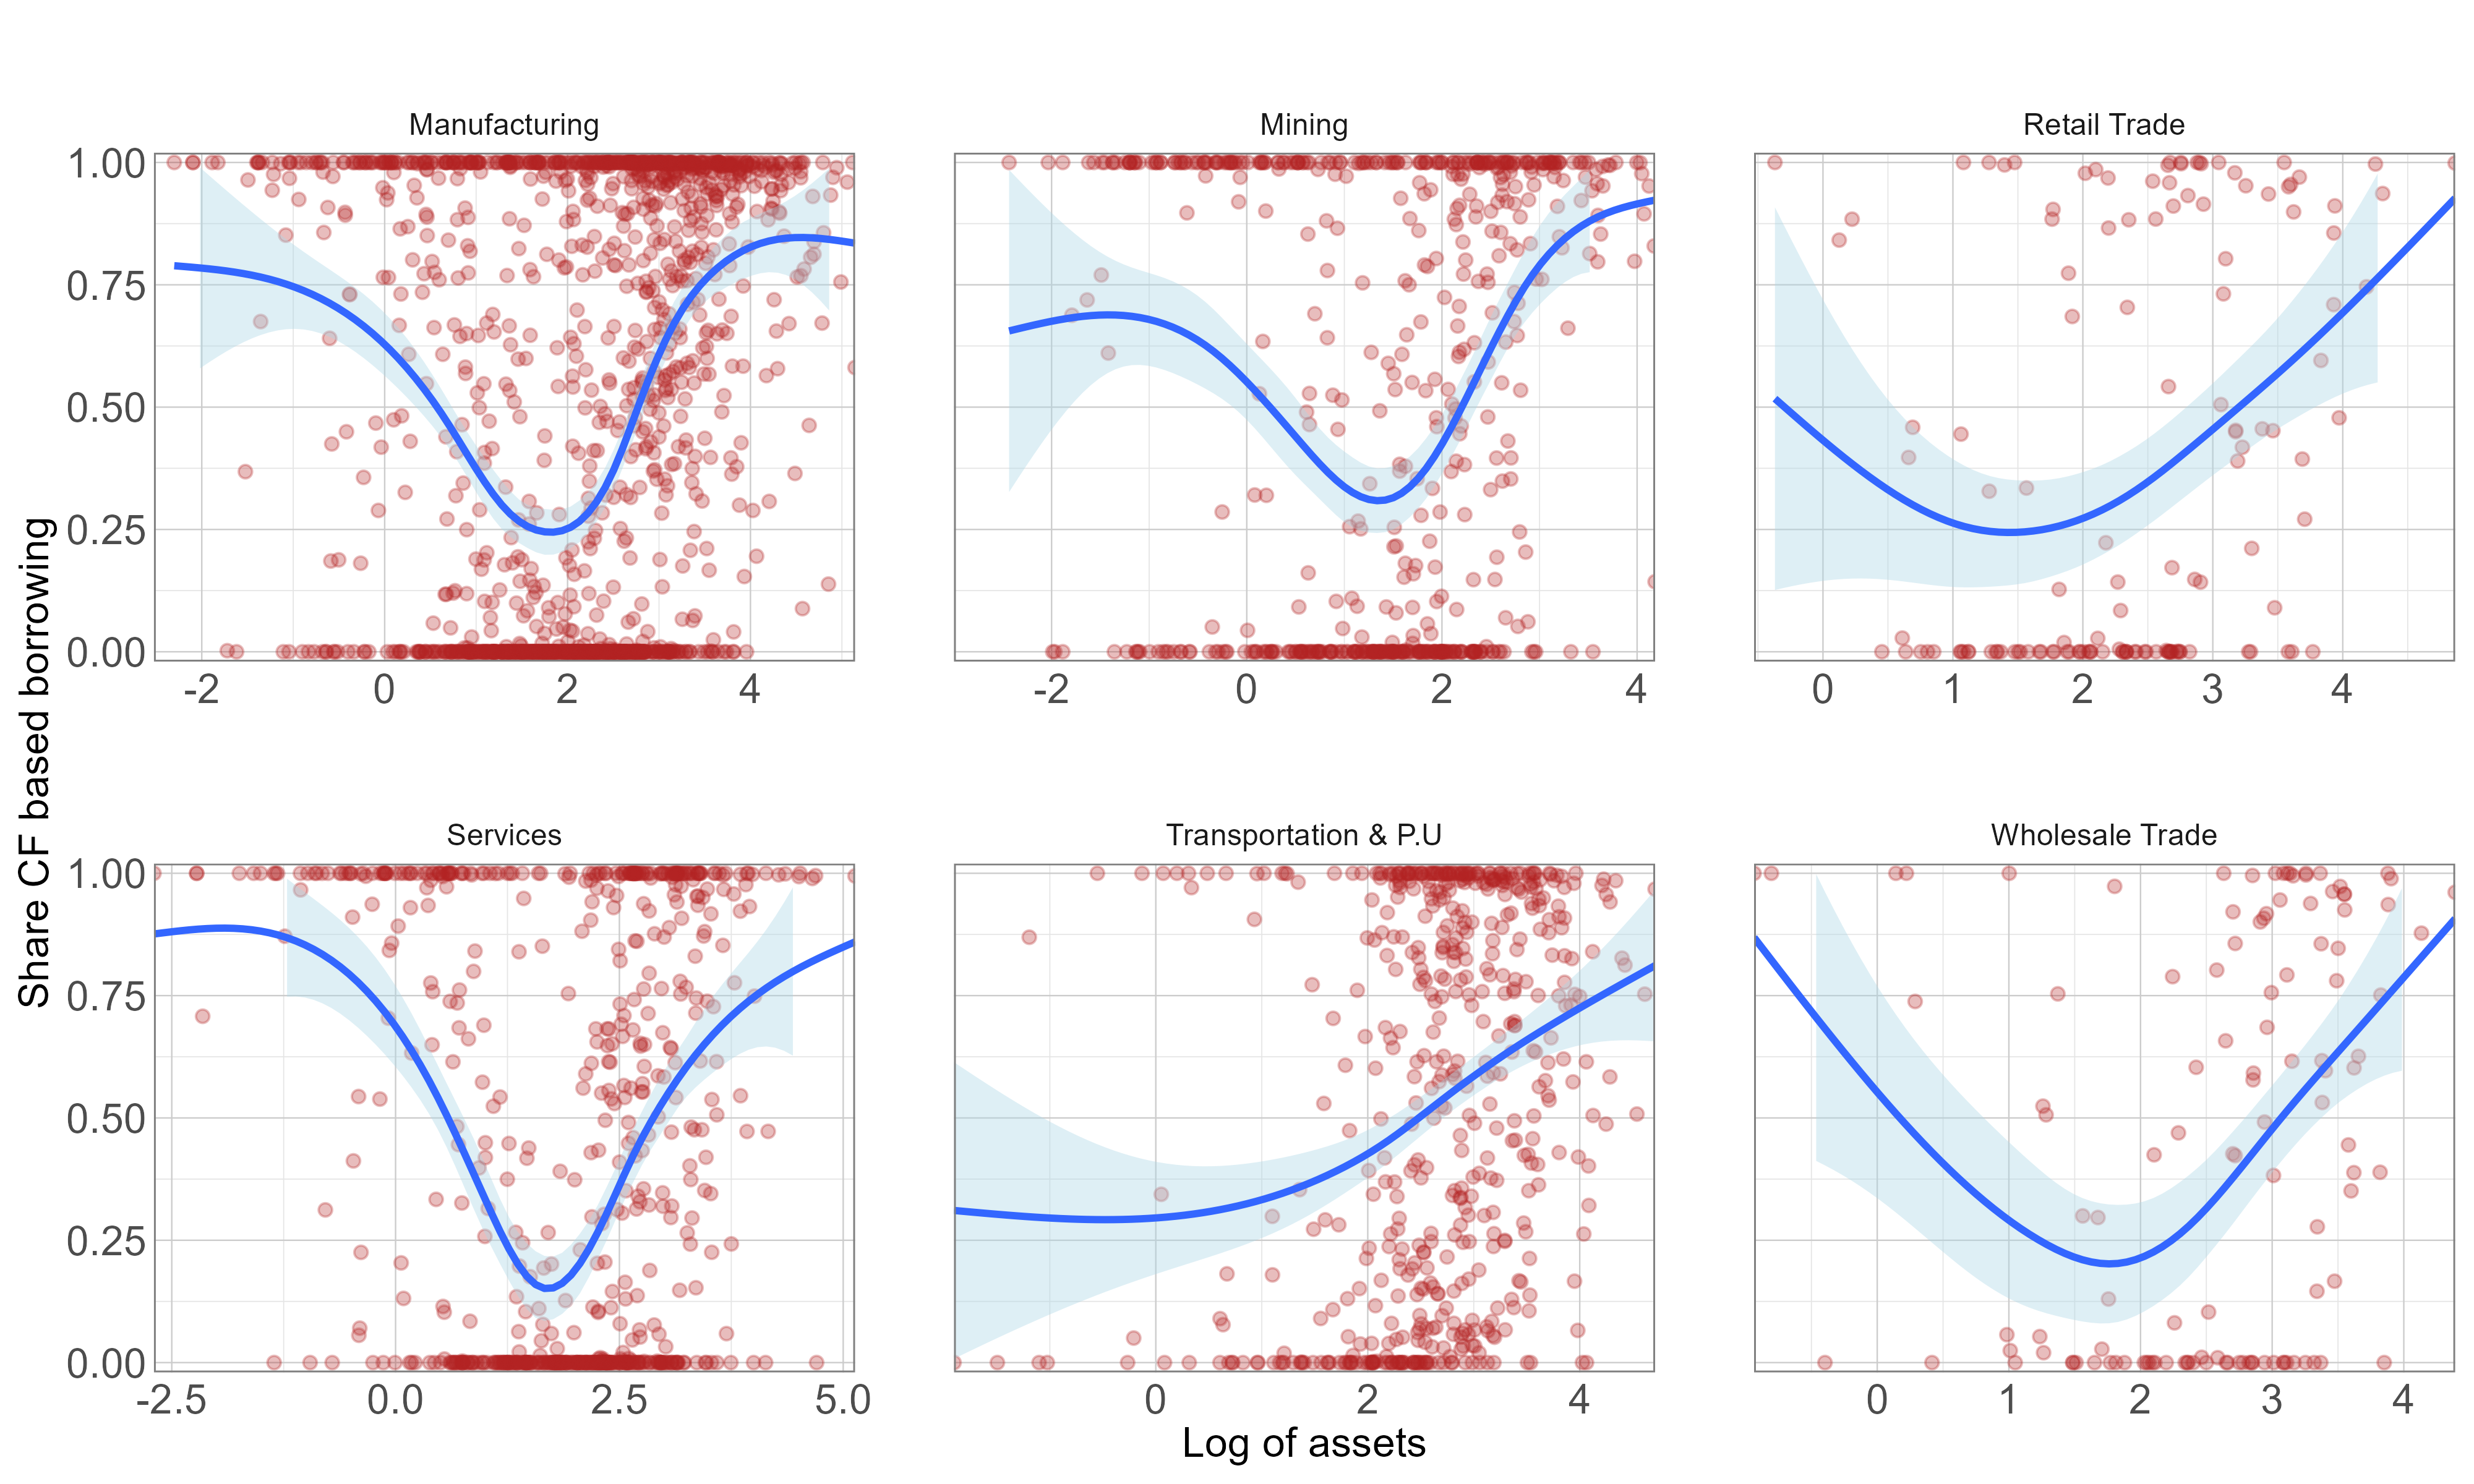 Manufacturing
Mining
Retail Trade
1.00
0.75
0.50
0.25
0.00
-2 0 2 4
-2 0 2 4
0 1 2 3 4
Share CF based borrowing
Services
Transportation & P.U
Wholesale Trade
1.00
0.75
0.50
0.25
0.00
-2.5 0.0 2.5 5.0
0 2 4
0 1 2 3 4
Log of assets